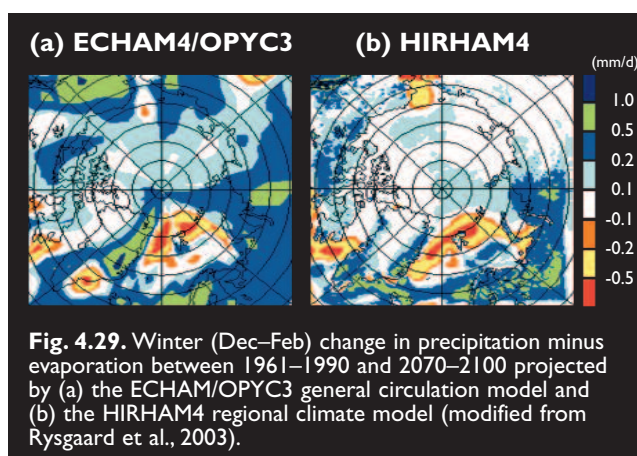 (a) ECHAM4/OPYC3
(b) HIRHAM4
(mm/d)
1.0
0.5
0.2
0.1
-0.1
-0.2
-0.5
Fig. 4.29. Winter (Dec–Feb) change in precipitation minus
evaporation between 1961–1990 and 2070–2100 projected
by (a) the ECHAM/OPYC3 general circulation model and
(b) the HIRHAM4 regional climate model (modified from
Rysgaard et al., 2003).